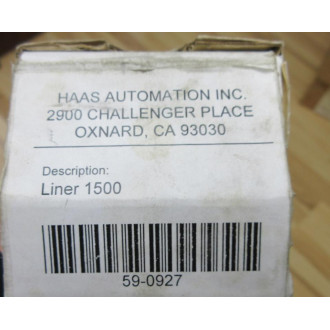 HAAS AUTOMATION INC.
2900 CHALLENGER PLACE
OXNARD, CA 93030
Description:
Liner 1500
59-0927